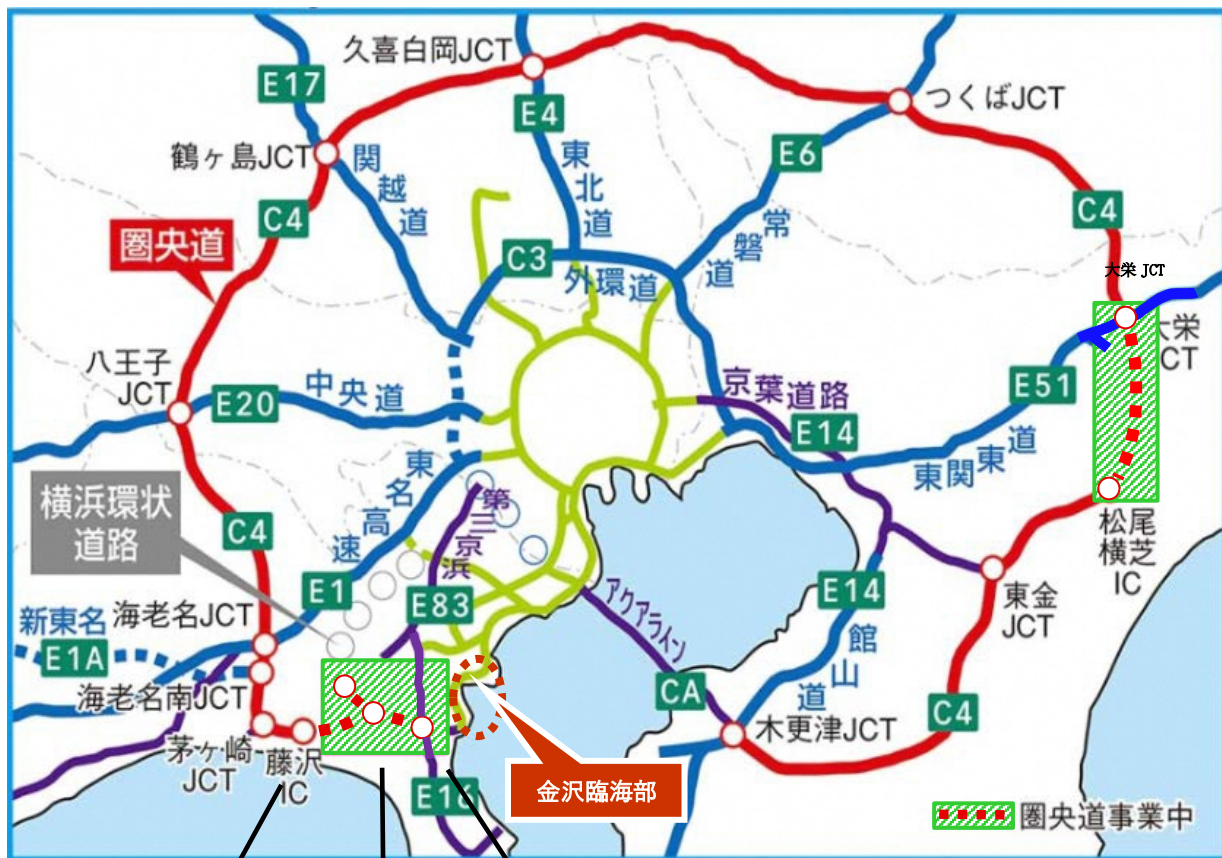 久喜白岡JCT
E17
E4
つくばJCT
鶴ヶ島JCT
関越道
東北道
E6
常磐道
C4
C4
圏央道
C3
外環道
大栄 JCT
大栄
JCT
八王子
JCT
E20
中央道
京葉道路
E14
E51
東関東道
東名高速
第三京浜
横浜環状
道路
C4
松尾
横芝
IC
E1
E83
アクアライン
E14
館山道
東金
JCT
新東名
海老名JCT
E1A
海老名南JCT
CA
木更津JCT
C4
茅ヶ崎
JCT
藤沢
IC
E16
金沢臨海部
圏央道事業中